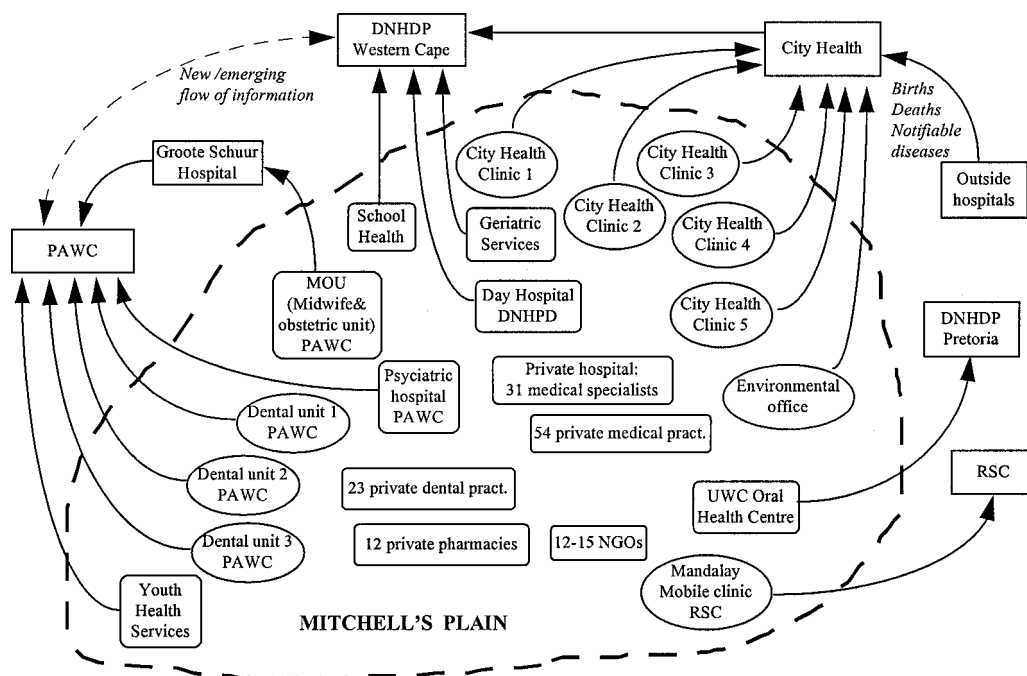 DNHDP
Western Cape
City Health
New /emerging
flow of information
Births
Deaths
Notifiable
diseases
Groote Schuur
Hospital
City Health
Clinic 1
City Health
Clinic 3
Outside
hospitals
School
Health
Geriatric
Services
City Health
Clinic 2
City Health
Clinic 4
PAWC
MOU
(Midwife&
obstetric unit)
PAWC
Day Hospital
DNHPD
City Health
Clinic 5
DNHDP
Pretoria
Psyciatric
hospital
PAWC
Private hospital:
31 medical specialists
Environmental
office
Dental unit 1
PAWC
54 private medical pract.
Dental unit 2
PAWC
23 private dental pract.
UWC Oral
Health Centre
RSC
Dental unit 3
PAWC
12 private pharmacies
12-15 NGOs
Mandalay
Mobile clinic
RSC
Youth
Health
Services
MITCHELL'S PLAIN